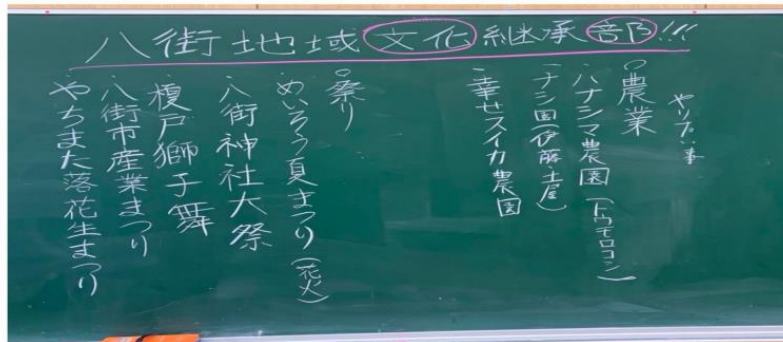 八街地域文化継承部!!!
やりたい事
○農業
・ハナシマ農園(トウモロコシ)
・ナシ園(伊藤・土屋)
・幸せスイカ農園
○祭り
・めいろう夏まつり(花火)
・八街神社大祭
・榎戸獅子舞
・八街市産業まつり
・やちまた落花生まつり